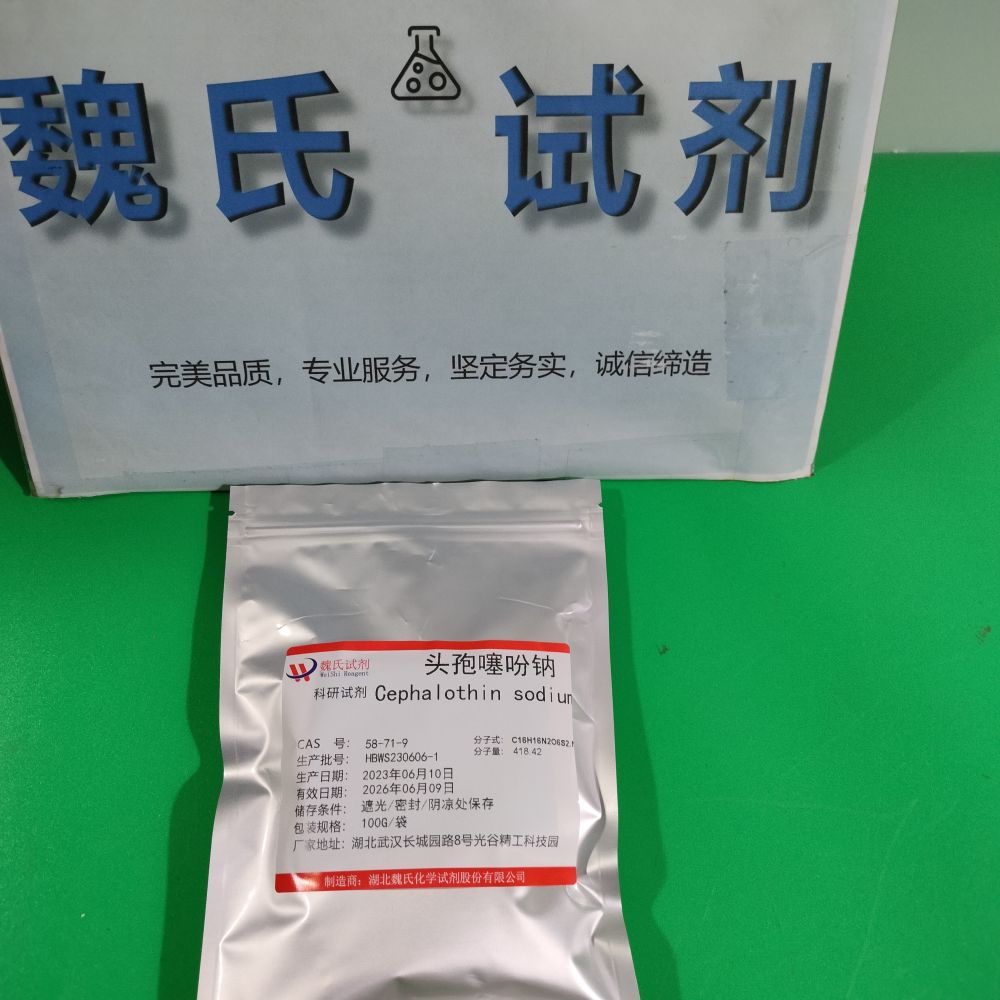 魏氏试剂
完美品质，专业服务，坚定务实，诚信缔造
魏氏试剂
WeiShi Reagent
头孢噻吩钠
科研试剂 Cephalothin sodium
CAS 号： 58-71-9
分子式： C16H16N2O6S2.
生产批号： HBWS230606-1
分子量： 418.42
生产日期： 2023年06月10日
有效日期： 2026年06月09日
储存条件： 遮光/密封/阴凉处保存
包装规格： 100G/袋
厂家地址：湖北武汉长城园路8号光谷精工科技园
制造商：湖北魏氏化学试剂股份有限公司